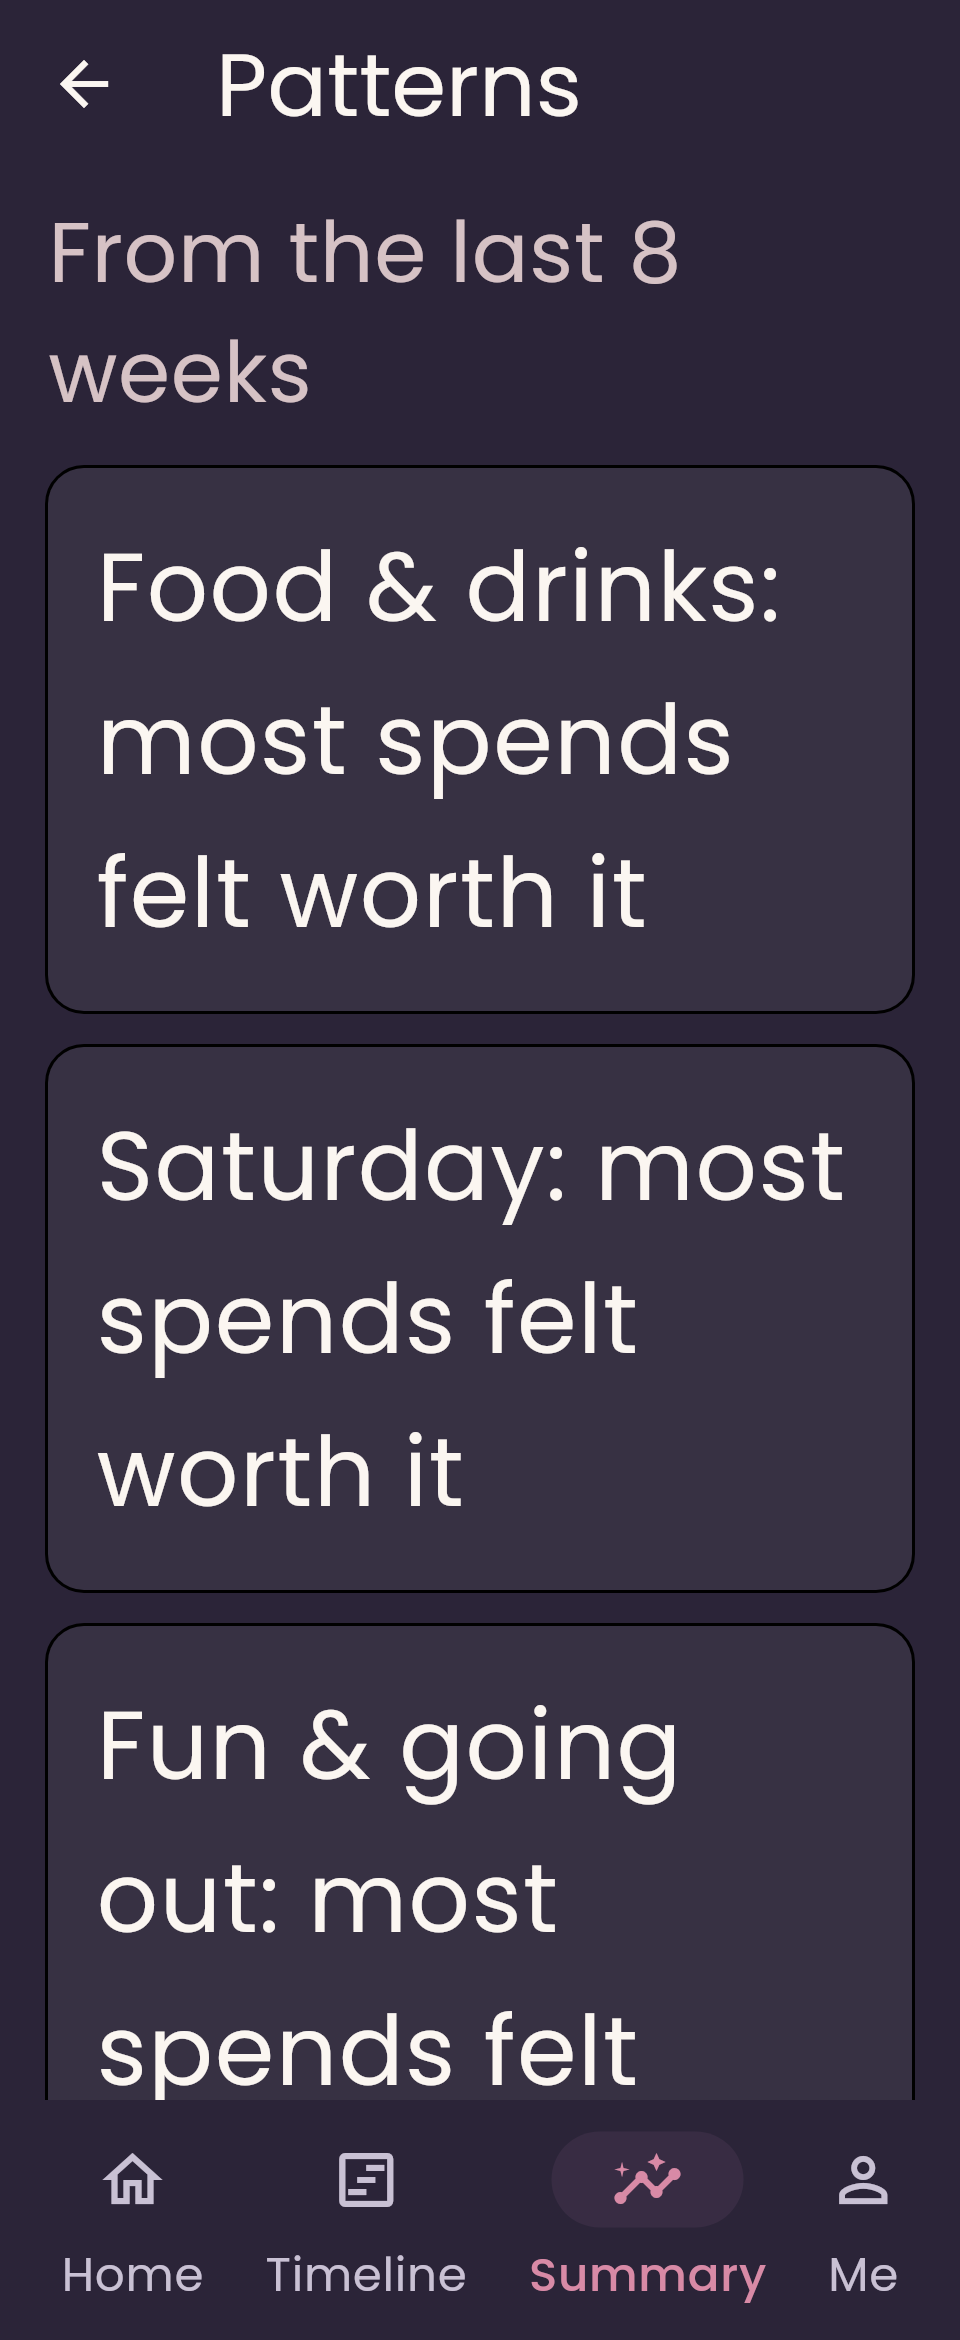 Patterns
From the last 8
weeks
Food & drinks:
most spends
felt worth it
Saturday: most
spends felt
worth it
Fun & going
out: most
spends felt
Home
Timeline
Summary
Me